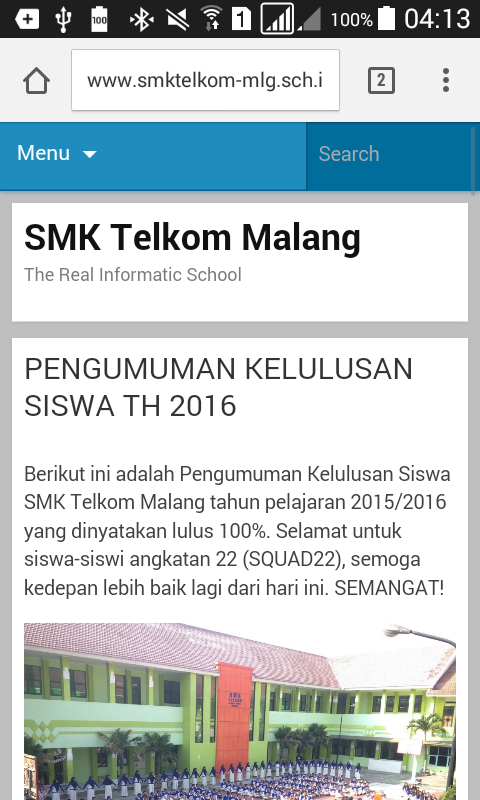 100
1
100%
04:13
www.smktelkom-mlg.sch.i
2
Menu
Search
SMK Telkom Malang
The Real Informatic School
PENGUMUMAN KELULUSAN
SISWA TH 2016
Berikut ini adalah Pengumuman Kelulusan Siswa
SMK Telkom Malang tahun pelajaran 2015/2016
yang dinyatakan lulus 100%. Selamat untuk
siswa-siswi angkatan 22 (SQUAD22), semoga
kedepan lebih baik lagi dari hari ini. SEMANGAT!